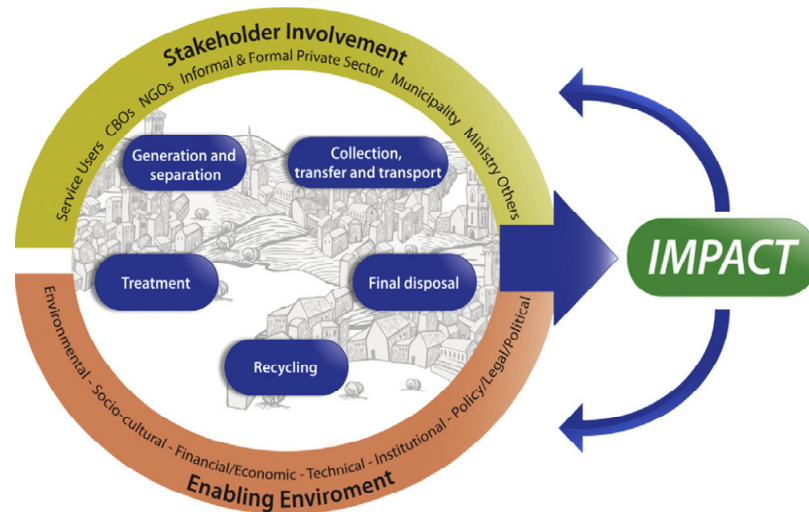 Stakeholder Involvement
Service Users CBOs NGOs Informal & Formal Private Sector Municipality Ministry Others
Generation and
separation
Collection,
transfer and transport
Treatment
Final disposal
Recycling
IMPACT
Environmental - Socio-cultural - Financial/Economic - Technical - Institutional - Policy/Legal/Political
Enabling Enviroment